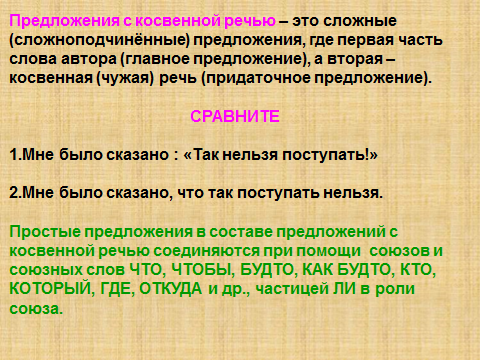 Предложения с косвенной речью – это сложные
(сложноподчинённые) предложения, где первая часть
слова автора (главное предложение), а вторая –
косвенная (чужая) речь (придаточное предложение).
СРАВНИТЕ
1.Мне было сказано : «Так нельзя поступать!»
2.Мне было сказано, что так поступать нельзя.
Простые предложения в составе предложений с
косвенной речью соединяются при помощи союзов и
союзных слов ЧТО, ЧТОБЫ, БУДТО, КАК БУДТО, КТО,
КОТОРЫЙ, ГДЕ, ОТКУДА и др., частицей ЛИ в роли
союза.